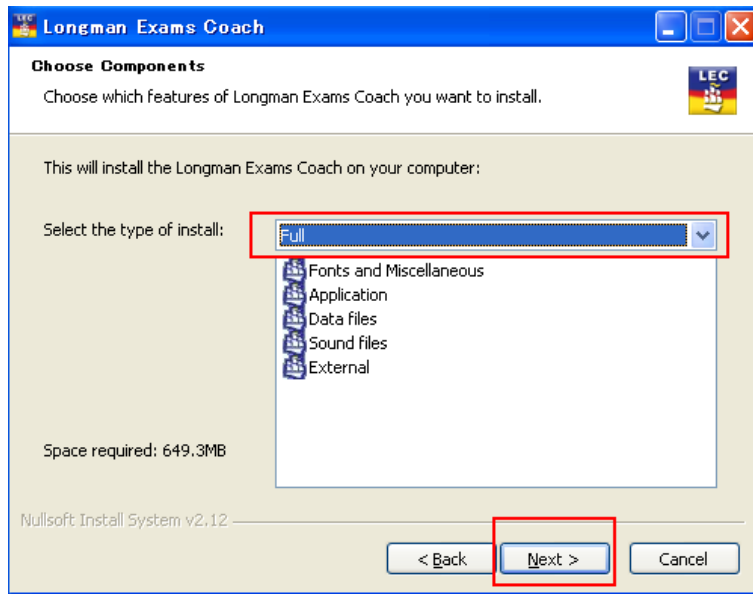 Longman Exams Coach
Choose Components
Choose which features of Longman Exams Coach you want to install.
LEC
This will install the Longman Exams Coach on your computer:
Select the type of install:
Full
Fonts and Miscellaneous
Application
Data files
Sound files
External
Space required: 649.3MB
Nullsoft Install System v2.12
< Back
Next >
Cancel